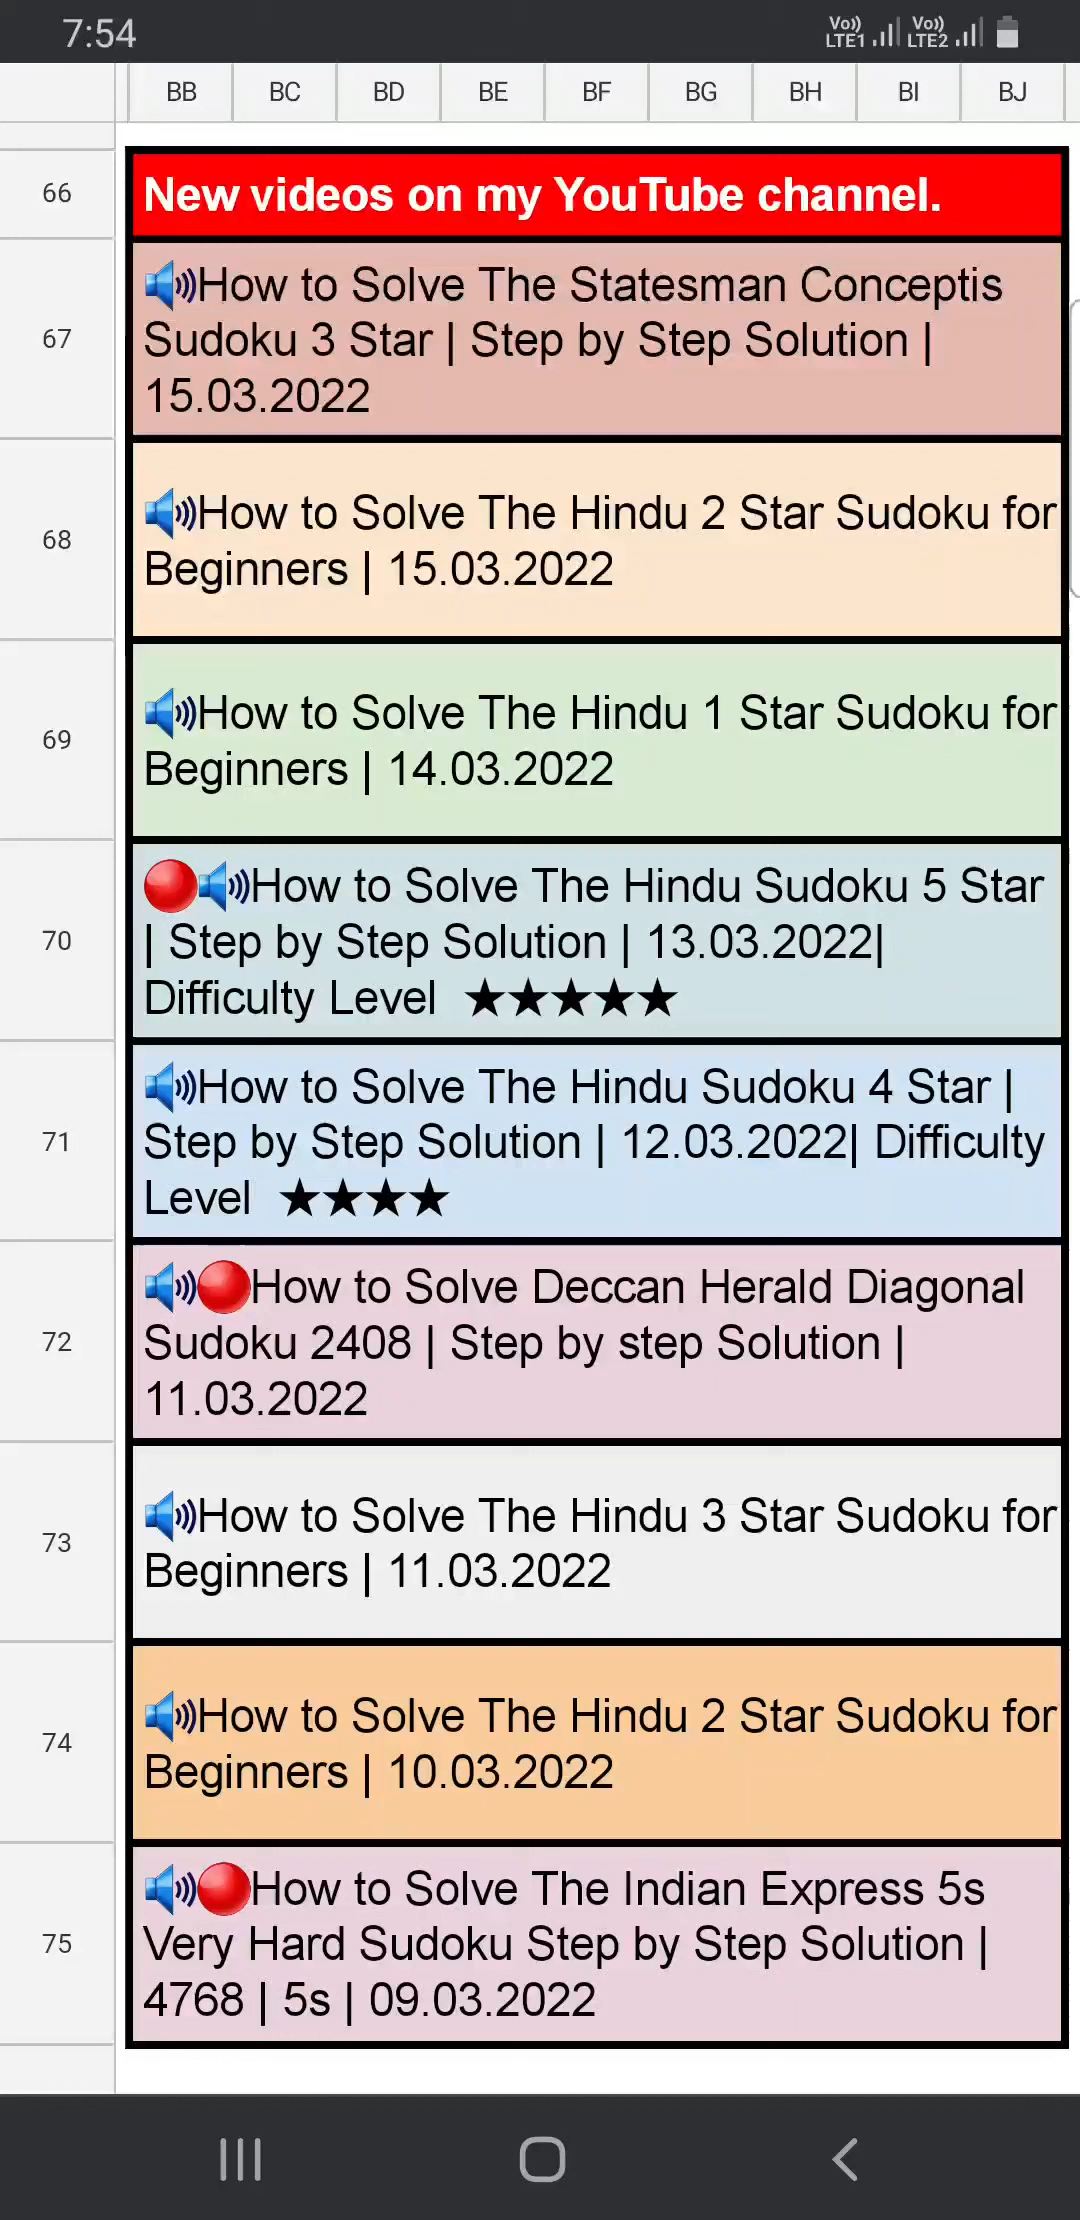 7:54
Vo)) LTE1 Vo)) LTE2
BB BC BD BE BF BG BH BI BJ
66
New videos on my YouTube channel.
67
🔊How to Solve The Statesman Conceptis
Sudoku 3 Star | Step by Step Solution |
15.03.2022
68
🔊How to Solve The Hindu 2 Star Sudoku for
Beginners | 15.03.2022
69
🔊How to Solve The Hindu 1 Star Sudoku for
Beginners | 14.03.2022
70
🔴🔊How to Solve The Hindu Sudoku 5 Star
| Step by Step Solution | 13.03.2022|
Difficulty Level ★★★★★
71
🔊How to Solve The Hindu Sudoku 4 Star |
Step by Step Solution | 12.03.2022| Difficulty
Level ★★★★
72
🔊🔴How to Solve Deccan Herald Diagonal
Sudoku 2408 | Step by step Solution |
11.03.2022
73
🔊How to Solve The Hindu 3 Star Sudoku for
Beginners | 11.03.2022
74
🔊How to Solve The Hindu 2 Star Sudoku for
Beginners | 10.03.2022
75
🔊🔴How to Solve The Indian Express 5s
Very Hard Sudoku Step by Step Solution |
4768 | 5s | 09.03.2022